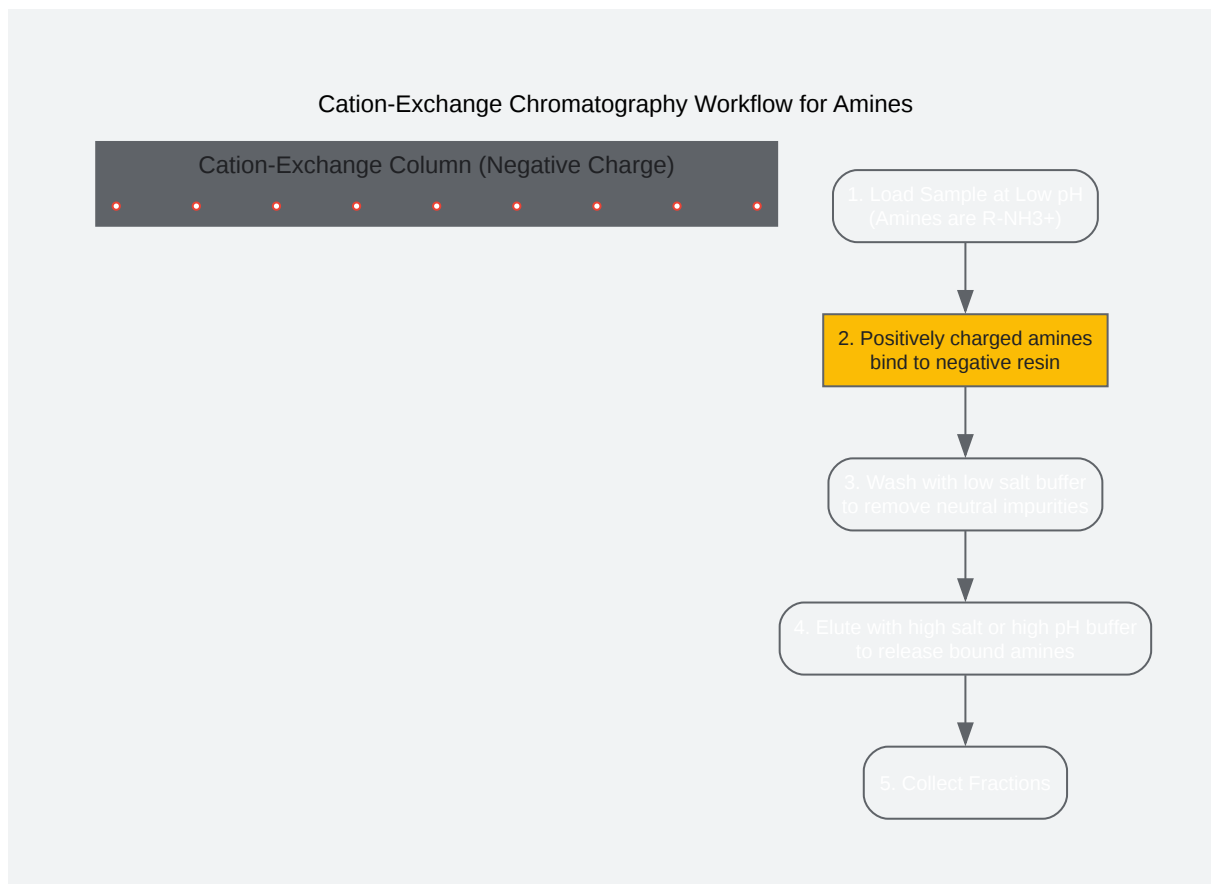 Cation-Exchange Chromatography Workflow for Amines
Cation-Exchange Column (Negative Charge)
1. Load Sample at Low pH
(Amines are R-NH3+)
2. Positively charged amines
bind to negative resin
3. Wash with low salt buffer
to remove neutral impurities
4. Elute with high salt or high pH buffer
to release bound amines
5. Collect Fractions